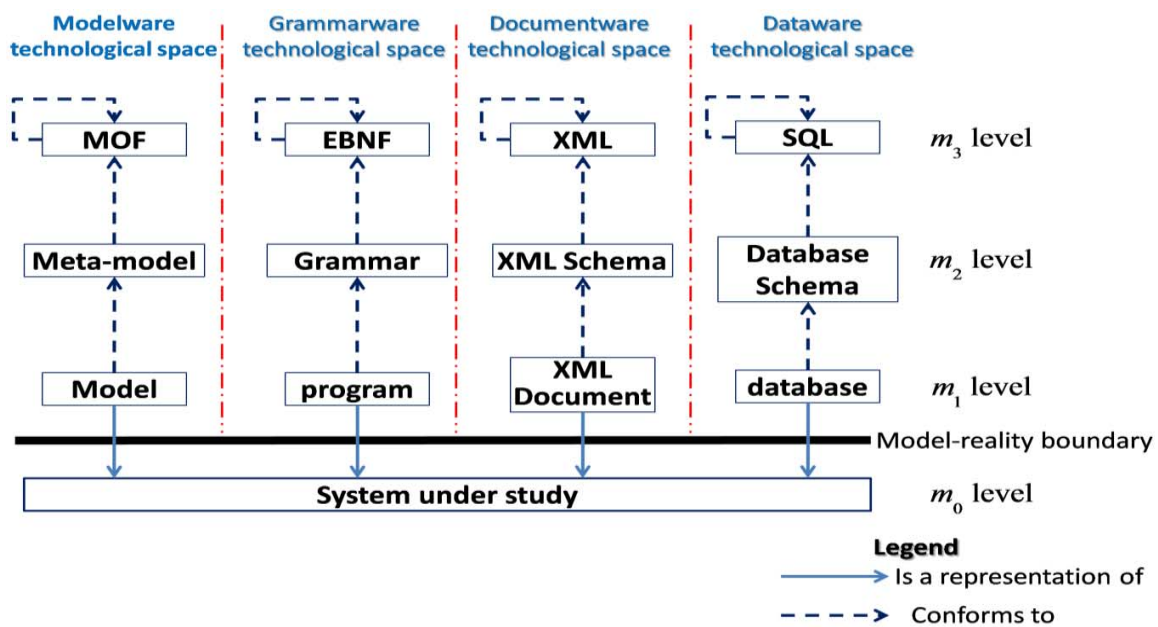 Modelware
technological space
Grammarware
technological space
Documentware
technological space
Dataware
technological space
MOF
EBNF
XML
SQL
m3 level
Meta-model
Grammar
XML Schema
Database
Schema
m2 level
Model
program
XML
Document
database
m1 level
Model-reality boundary
System under study
m0 level
Legend
Is a representation of
Conforms to